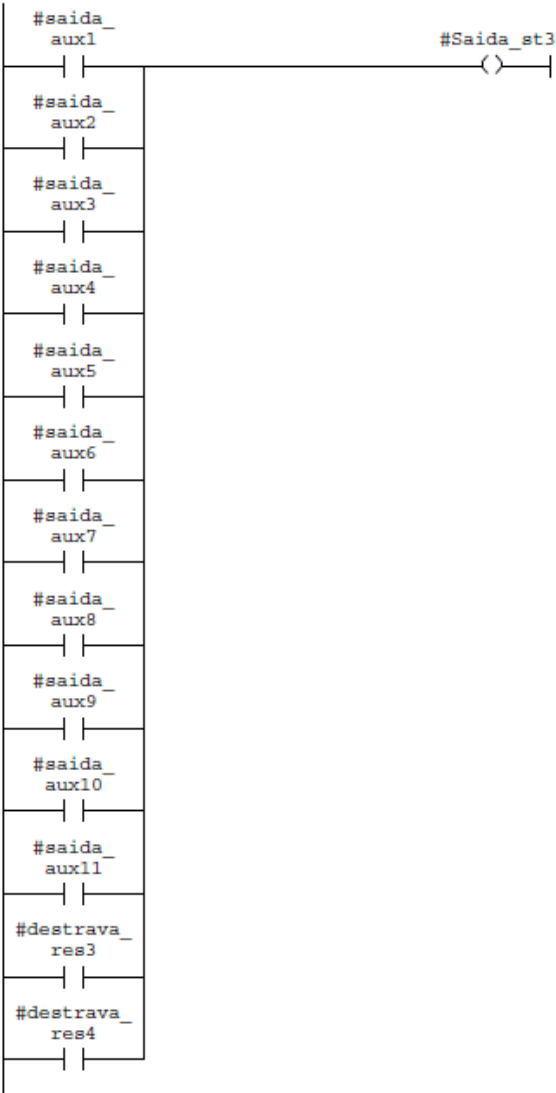 #saida_
aux1
#Saida_st3
#saida_
aux2
#saida_
aux3
#saida_
aux4
#saida_
aux5
#saida_
aux6
#saida_
aux7
#saida_
aux8
#saida_
aux9
#saida_
aux10
#saida_
aux11
#destrava_
res3
#destrava_
res4